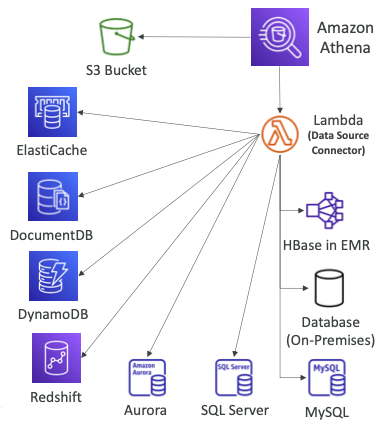 Amazon
Athena
S3 Bucket
Lambda
(Data Source
Connector)
ElastiCache
DocumentDB
HBase in EMR
DynamoDB
Database
(On-Premises)
Amazon
Aurora
SQL Server
MySQL
Redshift
Aurora
SQL Server
MySQL